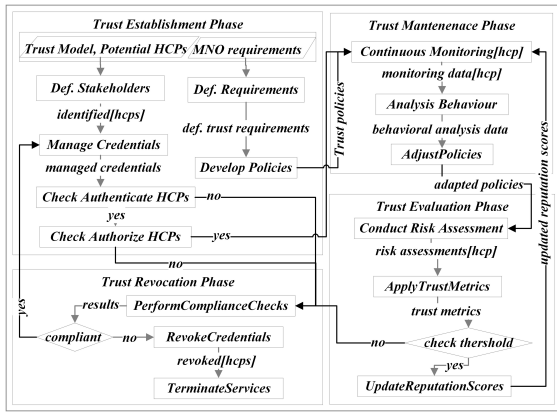 Trust Establishment Phase
Trust Model, Potential HCPs
MNO requirements
Def. Stakeholders
Def. Requirements
identified[hcps]
def. trust requirements
Manage Credentials
managed credentials
Develop Policies
Check Authenticate HCPs
no
yes
Check Authorize HCPs
yes
no
Trust policies
Trust Mantenenace Phase
Continuous Monitoring[hcp]
monitoring data[hcp]
Analysis Behaviour
behavioral analysis data
AdjustPolicies
adapted policies
updated reputation scores
Trust Evaluation Phase
Conduct Risk Assessment
risk assessments[hcp]
ApplyTrustMetrics
trust metrics
check thershold
no
yes
UpdateReputationScores
Trust Revocation Phase
results
PerformComplianceChecks
yes
compliant
no
RevokeCredentials
revoked[hcps]
TerminateServices